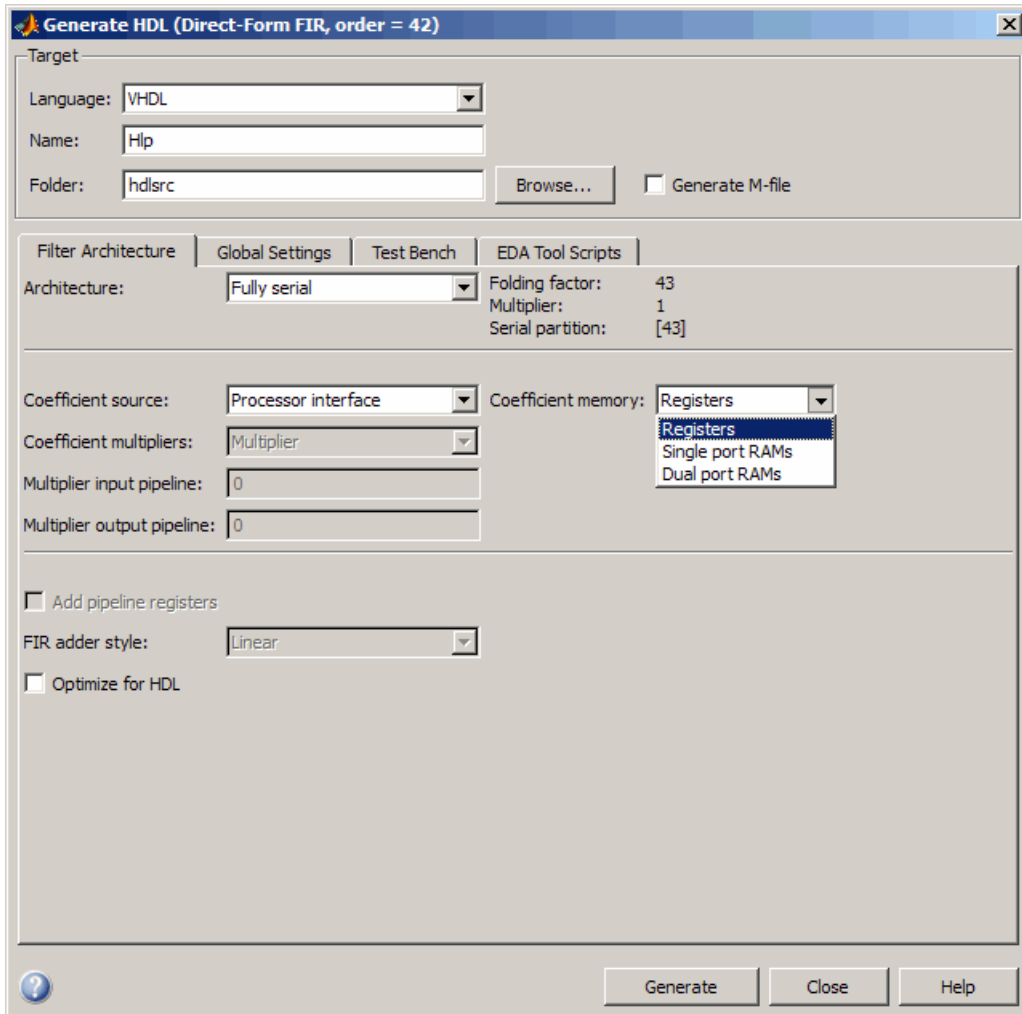 Generate HDL (Direct-Form FIR, order = 42)
Target
Language: VHDL
Name: Hlp
Folder: hdlsrc Browse... Generate M-file
Filter Architecture Global Settings Test Bench EDA Tool Scripts
Architecture: Fully serial Folding factor: 43
Multiplier: 1
Serial partition: [43]
Coefficient source: Processor interface Coefficient memory: Registers
Registers
Coefficient multipliers: Multiplier Single port RAMs
Dual port RAMs
Multiplier input pipeline: 0
Multiplier output pipeline: 0
Add pipeline registers
FIR adder style: Linear
Optimize for HDL
? Generate Close Help